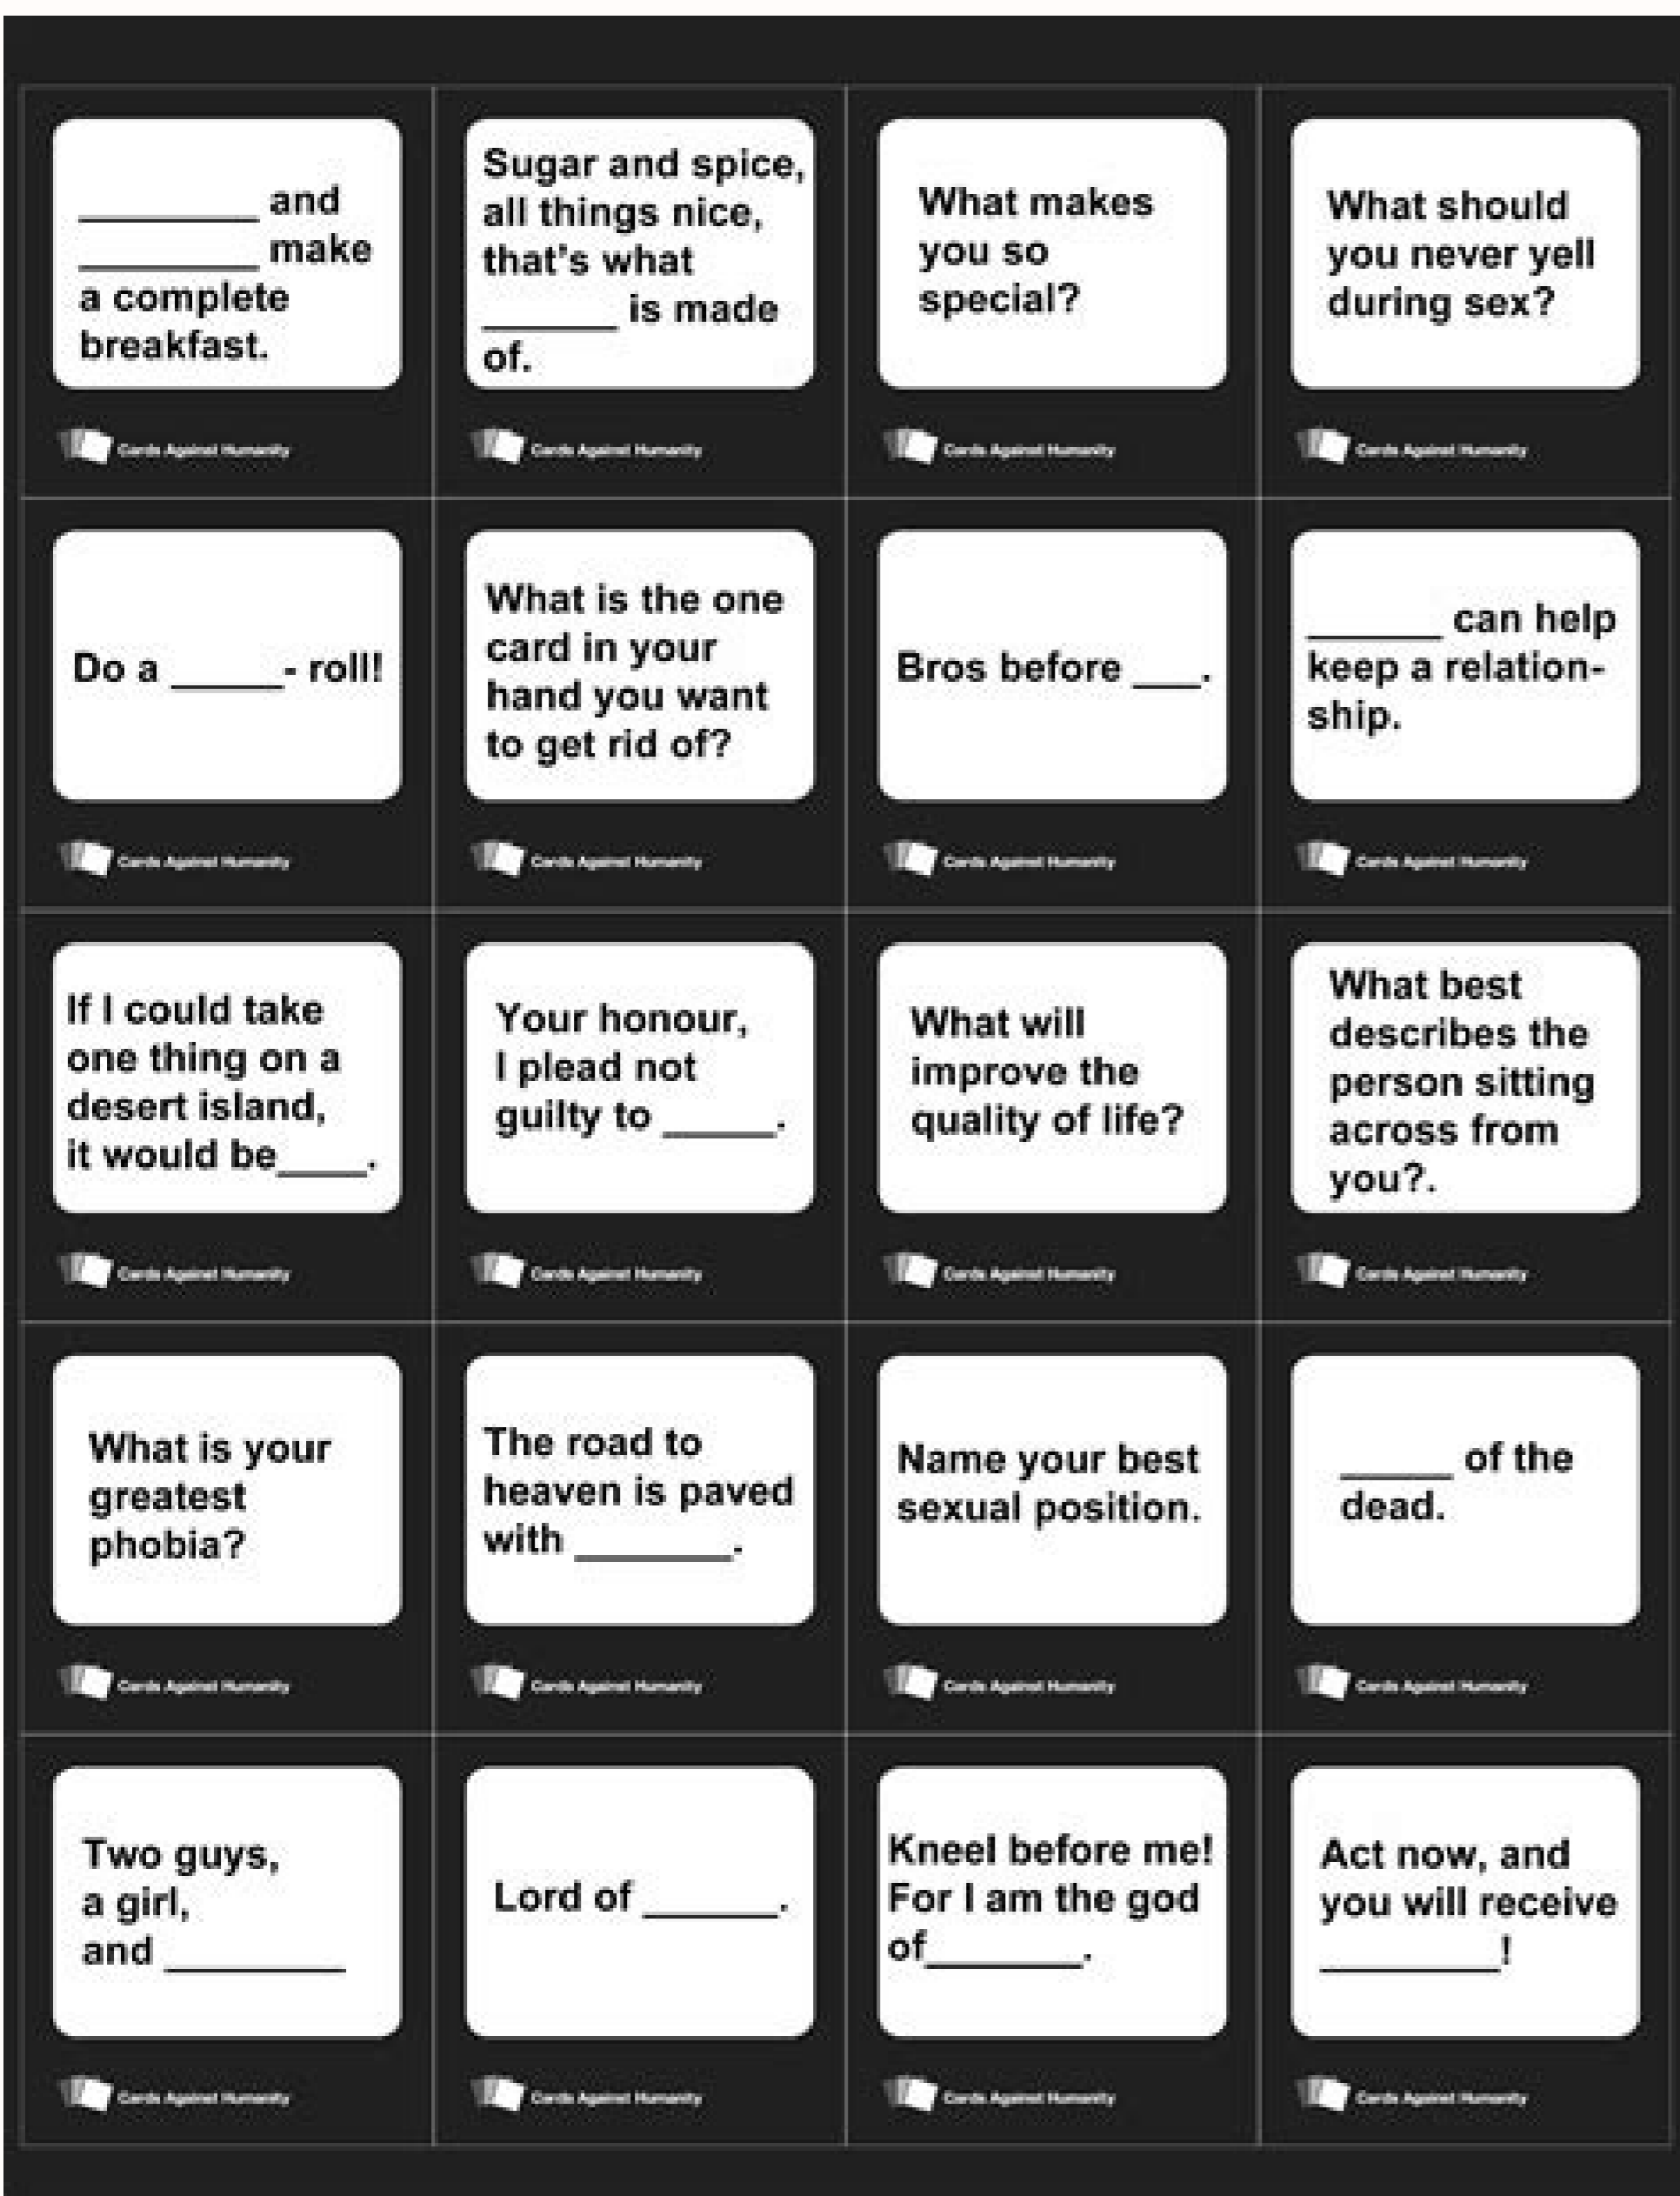 ________ and
________ make
a complete
breakfast.
Cards Against Humanity
Sugar and spice,
all things nice,
that's what
______ is made
of.
Cards Against Humanity
What makes
you so
special?
Cards Against Humanity
What should
you never yell
during sex?
Cards Against Humanity
Do a _____- roll!
Cards Against Humanity
What is the one
card in your
hand you want
to get rid of?
Cards Against Humanity
Bros before ___.
Cards Against Humanity
______ can help
keep a relation-
ship.
Cards Against Humanity
If I could take
one thing on a
desert island,
it would be____.
Cards Against Humanity
Your honour,
I plead not
guilty to _____.
Cards Against Humanity
What will
improve the
quality of life?
Cards Against Humanity
What best
describes the
person sitting
across from
you?.
Cards Against Humanity
What is your
greatest
phobia?
Cards Against Humanity
The road to
heaven is paved
with _______.
Cards Against Humanity
Name your best
sexual position.
Cards Against Humanity
_____ of the
dead.
Cards Against Humanity
Two guys,
a girl,
and ________
Cards Against Humanity
Lord of ______.
Cards Against Humanity
Kneel before me!
For I am the god
of_______.
Cards Against Humanity
Act now, and
you will receive
________!
Cards Against Humanity